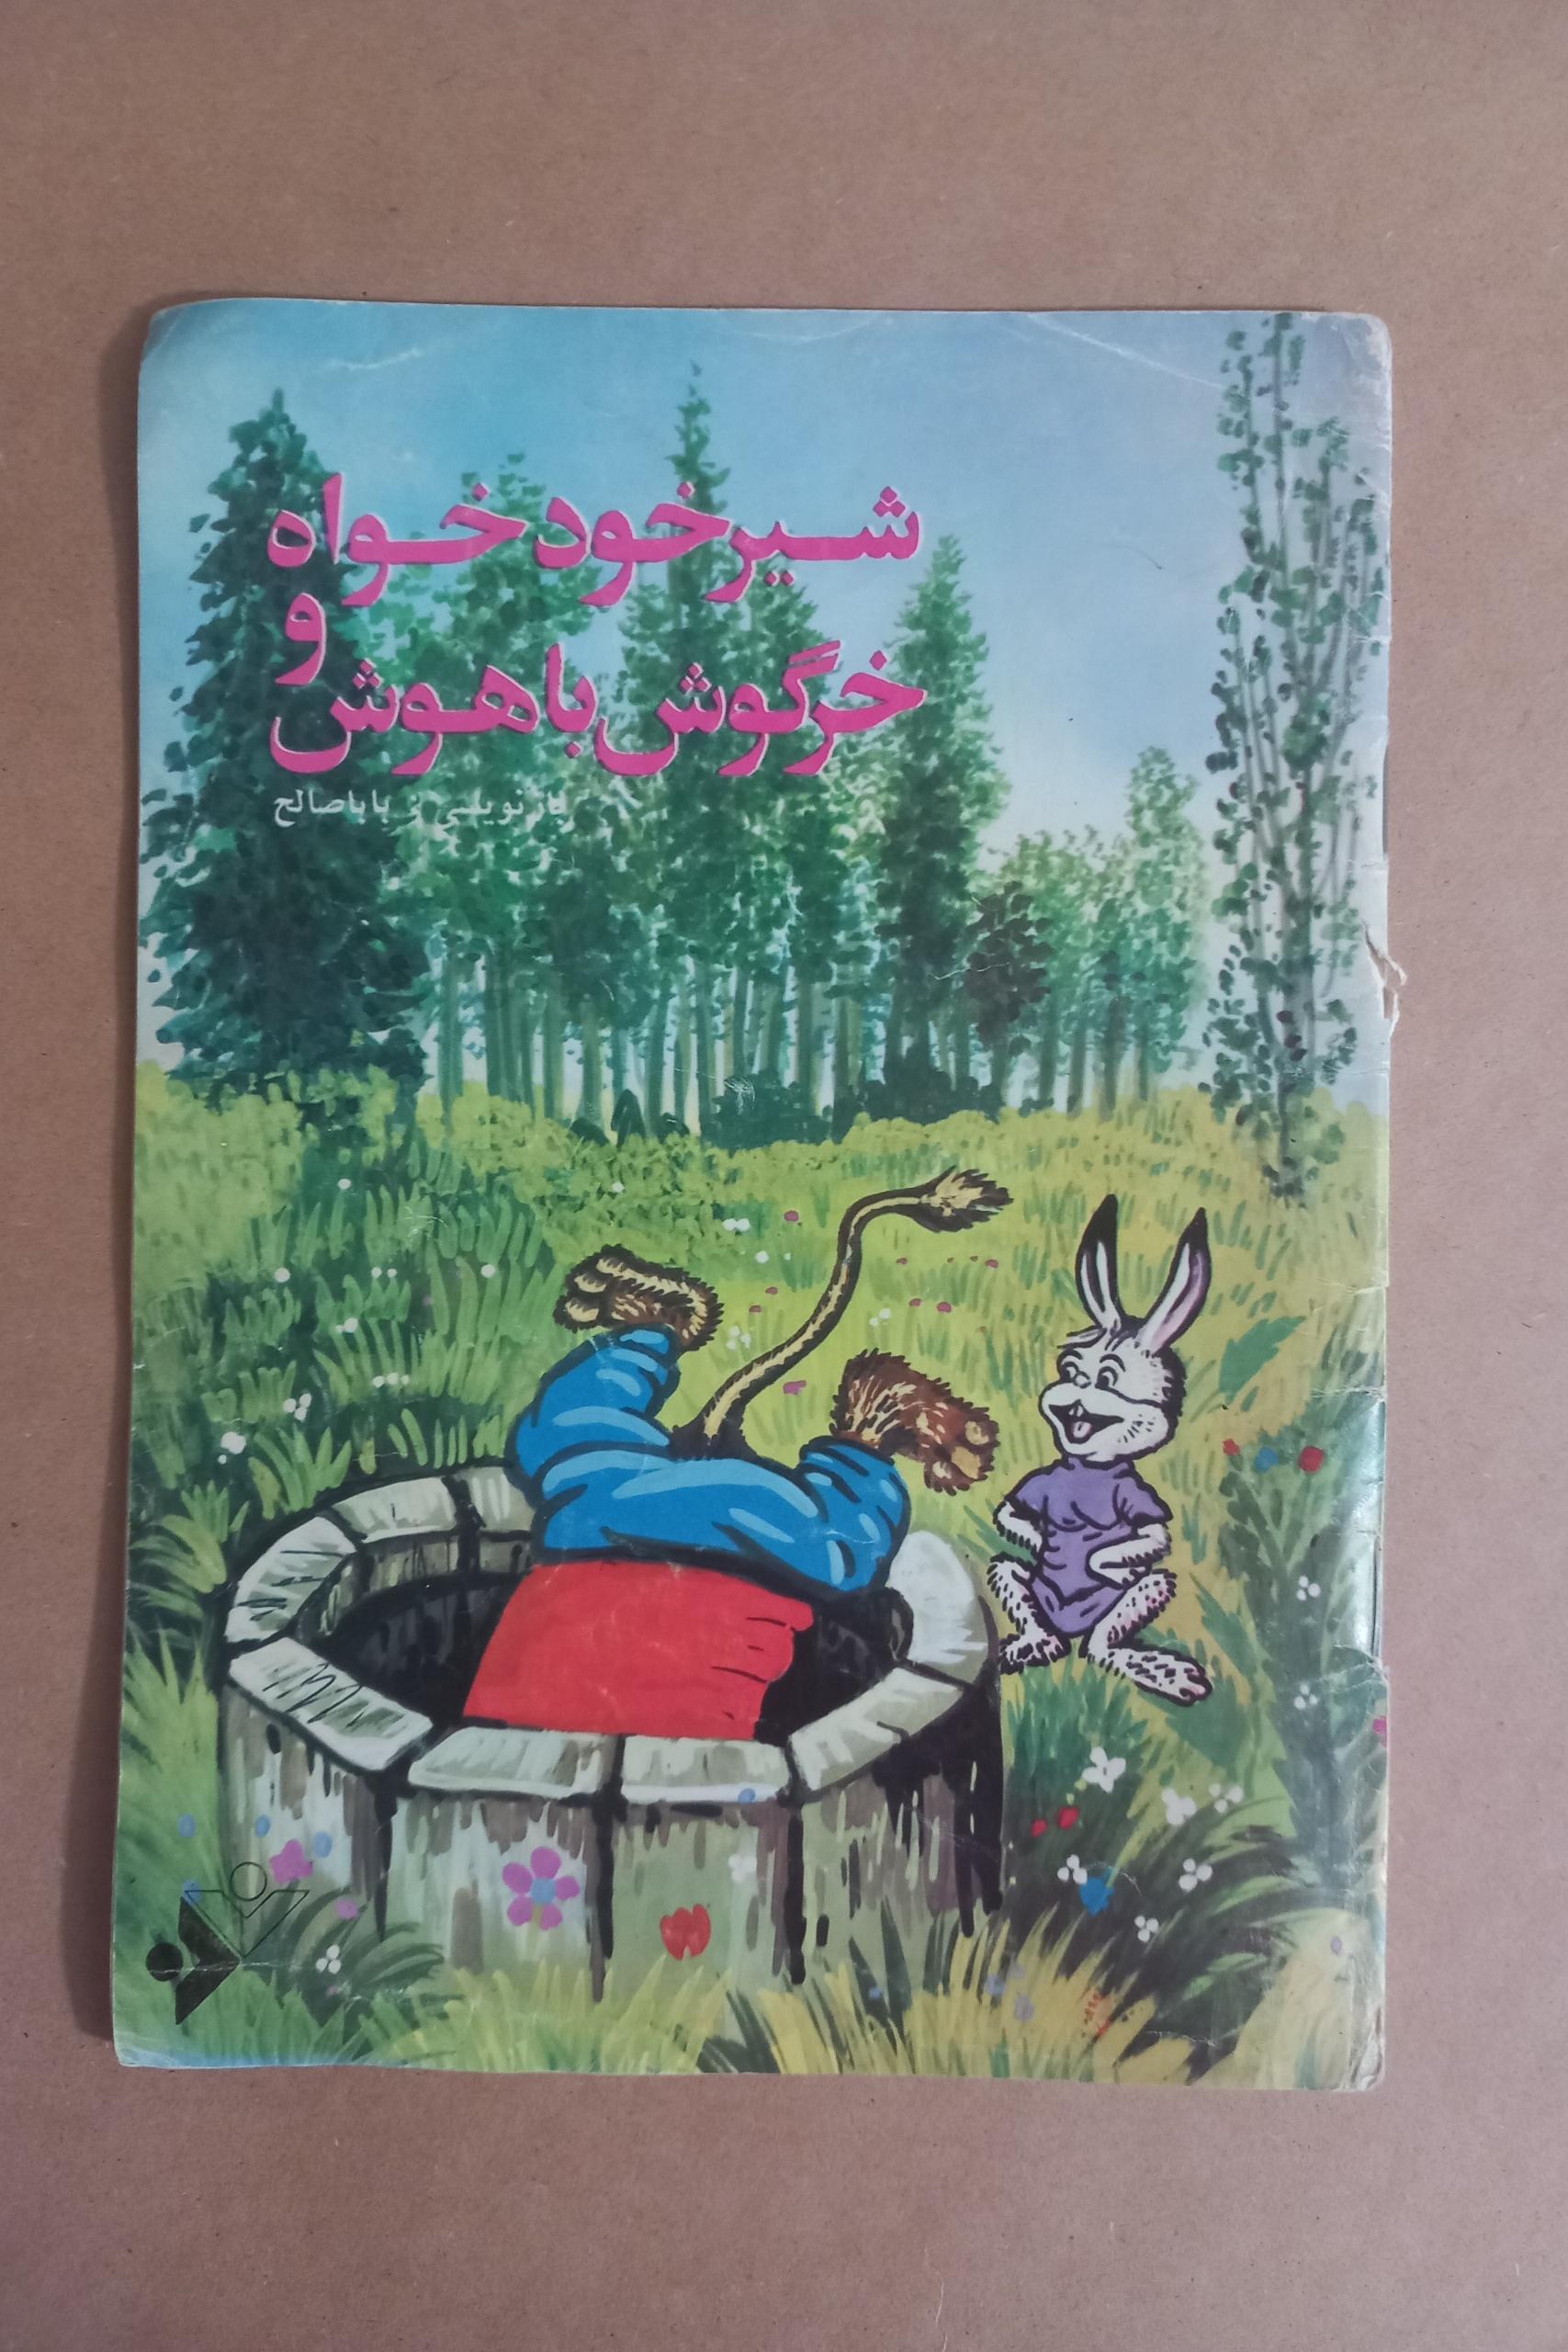 شیر خودخواه
و
خرگوش باهوش
بازنویسی : باباصالح